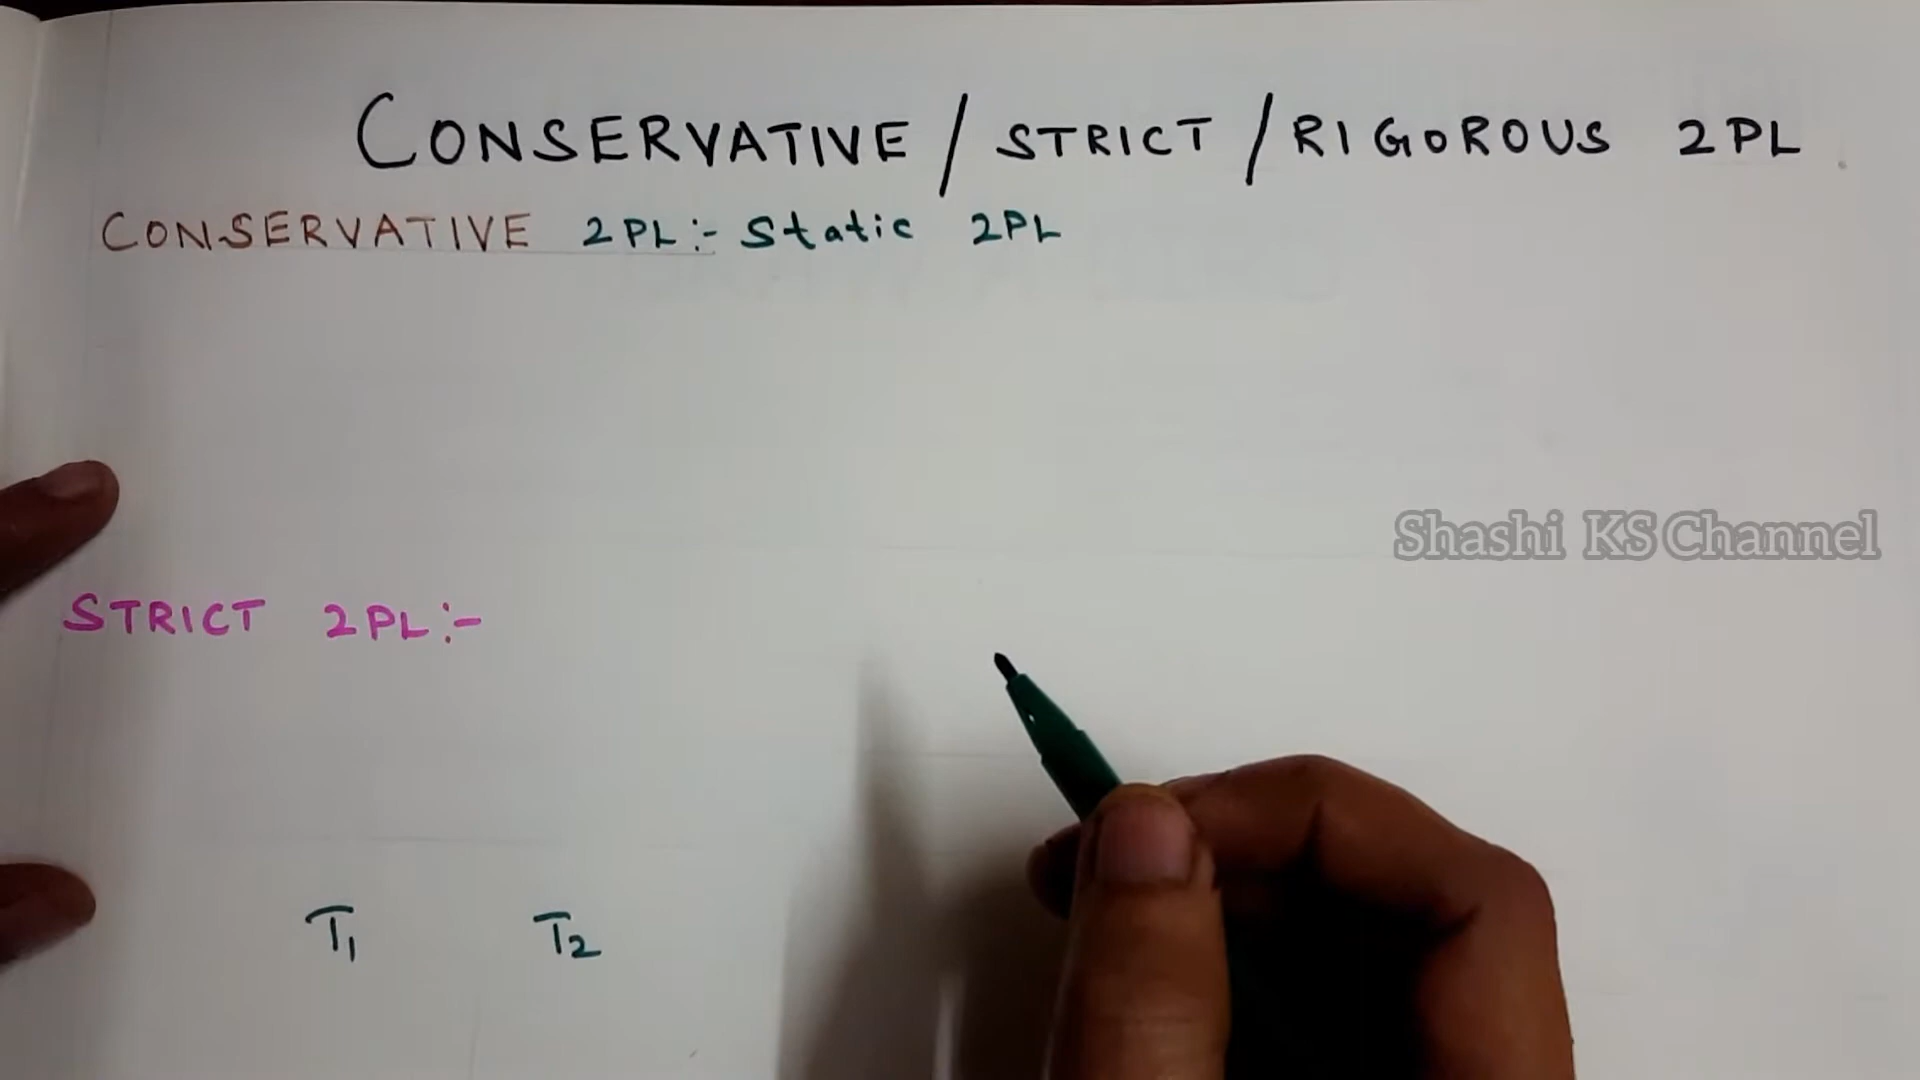 CONSERVATIVE / STRICT / RIGOROUS 2PL
CONSERVATIVE 2PL:- Static 2PL
Shashi KS Channel
STRICT 2PL:-
T1 T2